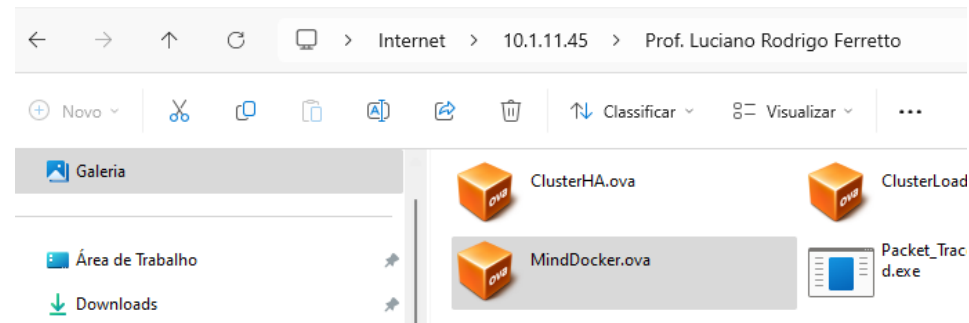 Internet > 10.1.11.45 > Prof. Luciano Rodrigo Ferretto
Novo Classificar Visualizar
Galeria
Área de Trabalho
Downloads
ClusterHA.ova
ClusterLoad
MindDocker.ova
Packet_Trac
d.exe